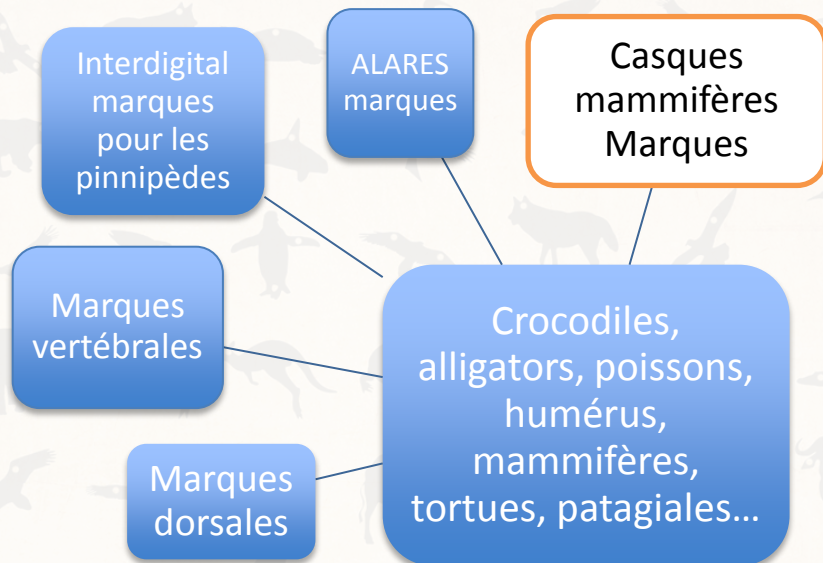 Interdigital
marques
pour les
pinnipèdes
ALARES
marques
Casques
mammifères
Marques
Marques
vertébrales
Crocodiles,
alligators, poissons,
humérus,
mammifères,
tortues, patagiales…
Marques
dorsales